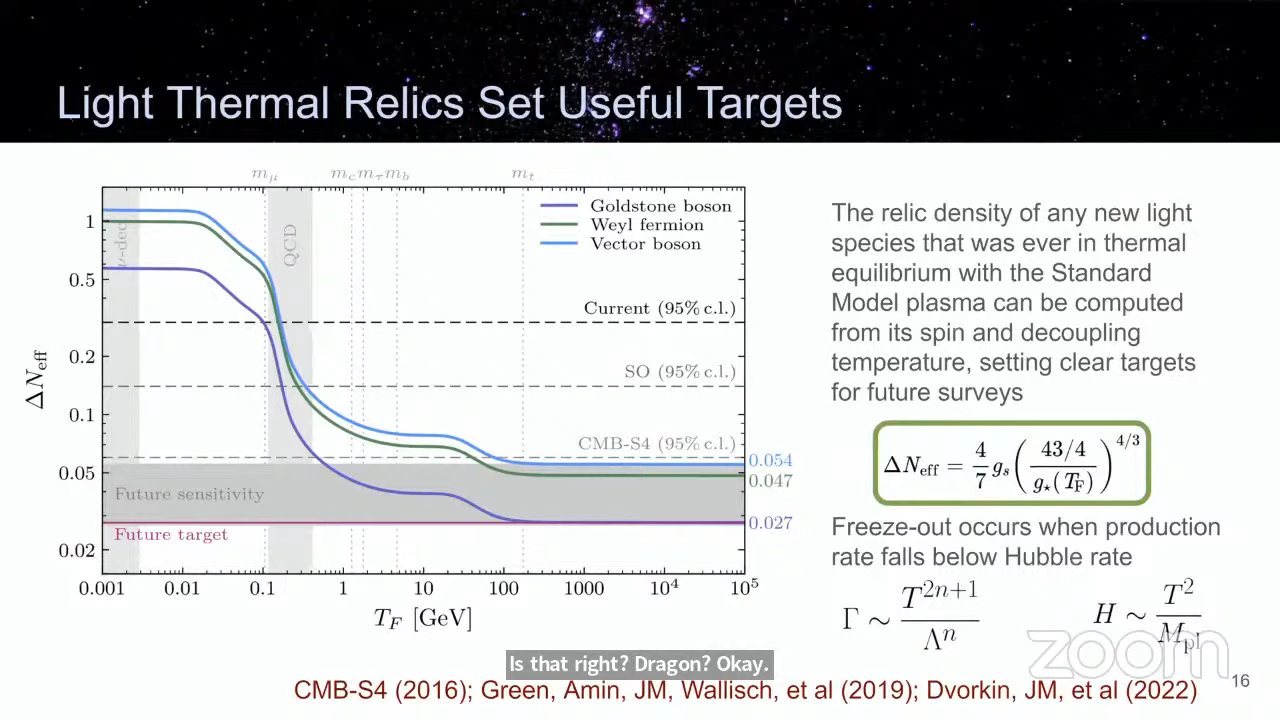 Light Thermal Relics Set Useful Targets
m_μ m_c m_τ m_b m_t
ν-dec
QCD
Goldstone boson
Weyl fermion
Vector boson
Current (95% c.l.)
SO (95% c.l.)
CMB-S4 (95% c.l.)
Future sensitivity
Future target
0.054
0.047
0.027
1
0.5
0.2
0.1
0.05
0.02
ΔN_eff
0.001 0.01 0.1 1 10 100 1000 10⁴ 10⁵
T_F [GeV]
The relic density of any new light
species that was ever in thermal
equilibrium with the Standard
Model plasma can be computed
from its spin and decoupling
temperature, setting clear targets
for future surveys
ΔN_eff = 4/7 g_s ( 43/4 / g_⋆(T_F) )^4/3
Freeze-out occurs when production
rate falls below Hubble rate
Γ ∼ T^{2n+1} / Λ^n H ∼ T² / M_pl
zoom
Is that right? Dragon? Okay.
CMB-S4 (2016); Green, Amin, JM, Wallisch, et al (2019); Dvorkin, JM, et al (2022)
16